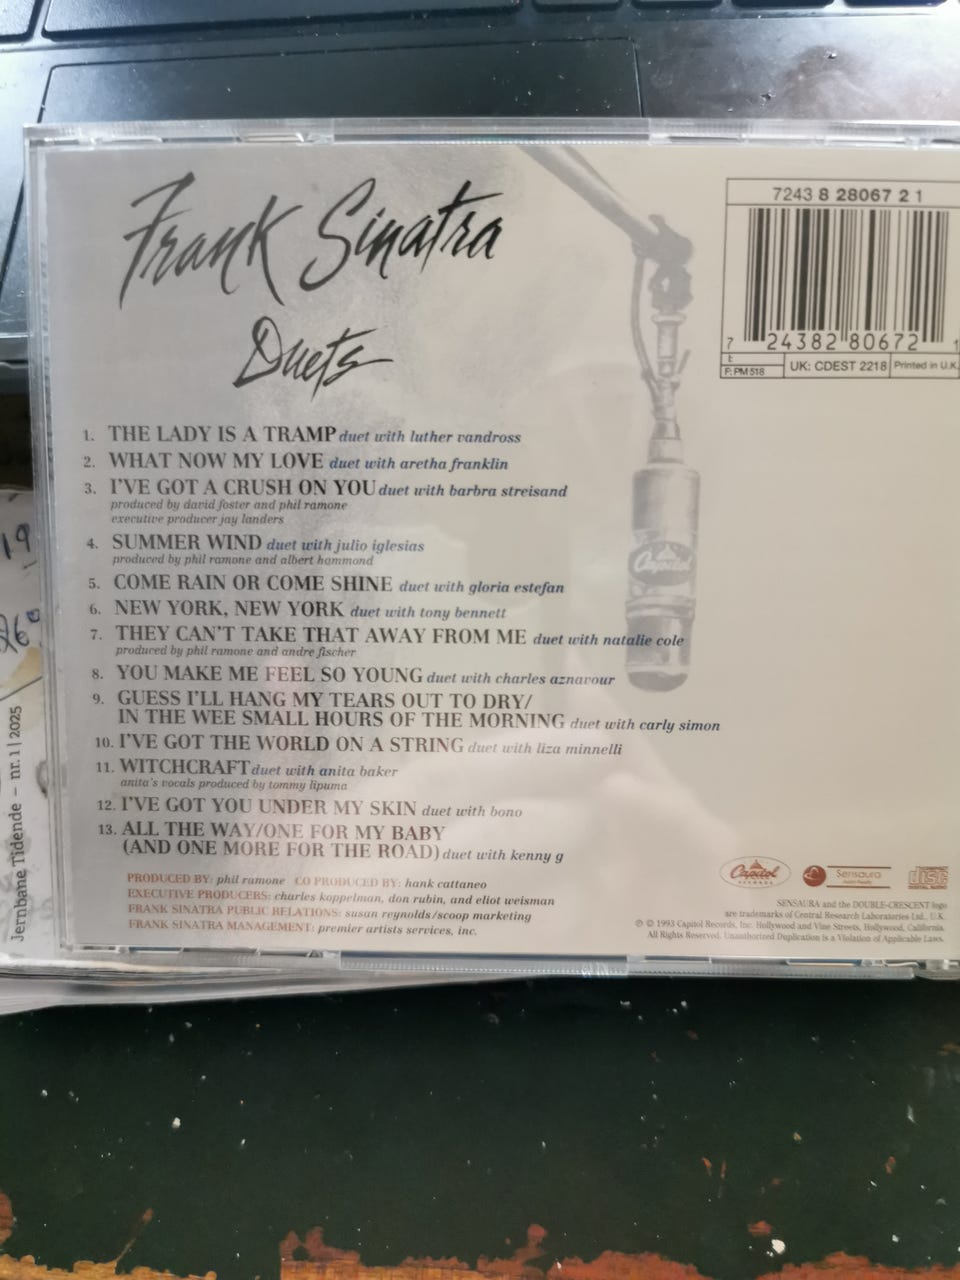 Frank Sinatra
Duets
7243 8 28067 2 1
7 24382 80672 1
F: PM 518
UK: CDEST 2218
Printed in U.K.
1. THE LADY IS A TRAMP duet with luther vandross
2. WHAT NOW MY LOVE duet with aretha franklin
3. I'VE GOT A CRUSH ON YOU duet with barbra streisand
produced by david foster and phil ramone
executive producer jay landers
4. SUMMER WIND duet with julio iglesias
produced by phil ramone and albert hammond
5. COME RAIN OR COME SHINE duet with gloria estefan
6. NEW YORK, NEW YORK duet with tony bennett
7. THEY CAN'T TAKE THAT AWAY FROM ME duet with natalie cole
produced by phil ramone and andre fischer
8. YOU MAKE ME FEEL SO YOUNG duet with charles aznavour
9. GUESS I'LL HANG MY TEARS OUT TO DRY/
IN THE WEE SMALL HOURS OF THE MORNING duet with carly simon
10. I'VE GOT THE WORLD ON A STRING duet with liza minnelli
11. WITCHCRAFT duet with anita baker
anita's vocals produced by tommy lipuma
12. I'VE GOT YOU UNDER MY SKIN duet with bono
13. ALL THE WAY/ONE FOR MY BABY
(AND ONE MORE FOR THE ROAD) duet with kenny g
PRODUCED BY: phil ramone CO PRODUCED BY: hank cattaneo
EXECUTIVE PRODUCERS: charles koppelman, don rubin, and eliot weisman
FRANK SINATRA PUBLIC RELATIONS: susan reynolds/scoop marketing
FRANK SINATRA MANAGEMENT: premier artists services, inc.
Capitol
Capitol
RECORDS
Sensaura
disc
DIGITAL AUDIO
SENSAURA and the DOUBLE-CRESCENT logo
are trademarks of Central Research Laboratories Ltd., U.K.
℗ © 1993 Capitol Records, Inc. Hollywood and Vine Streets, Hollywood, California.
All Rights Reserved. Unauthorized Duplication is a Violation of Applicable Laws.
Jernbane Tidende – nr. 1 | 2025
19